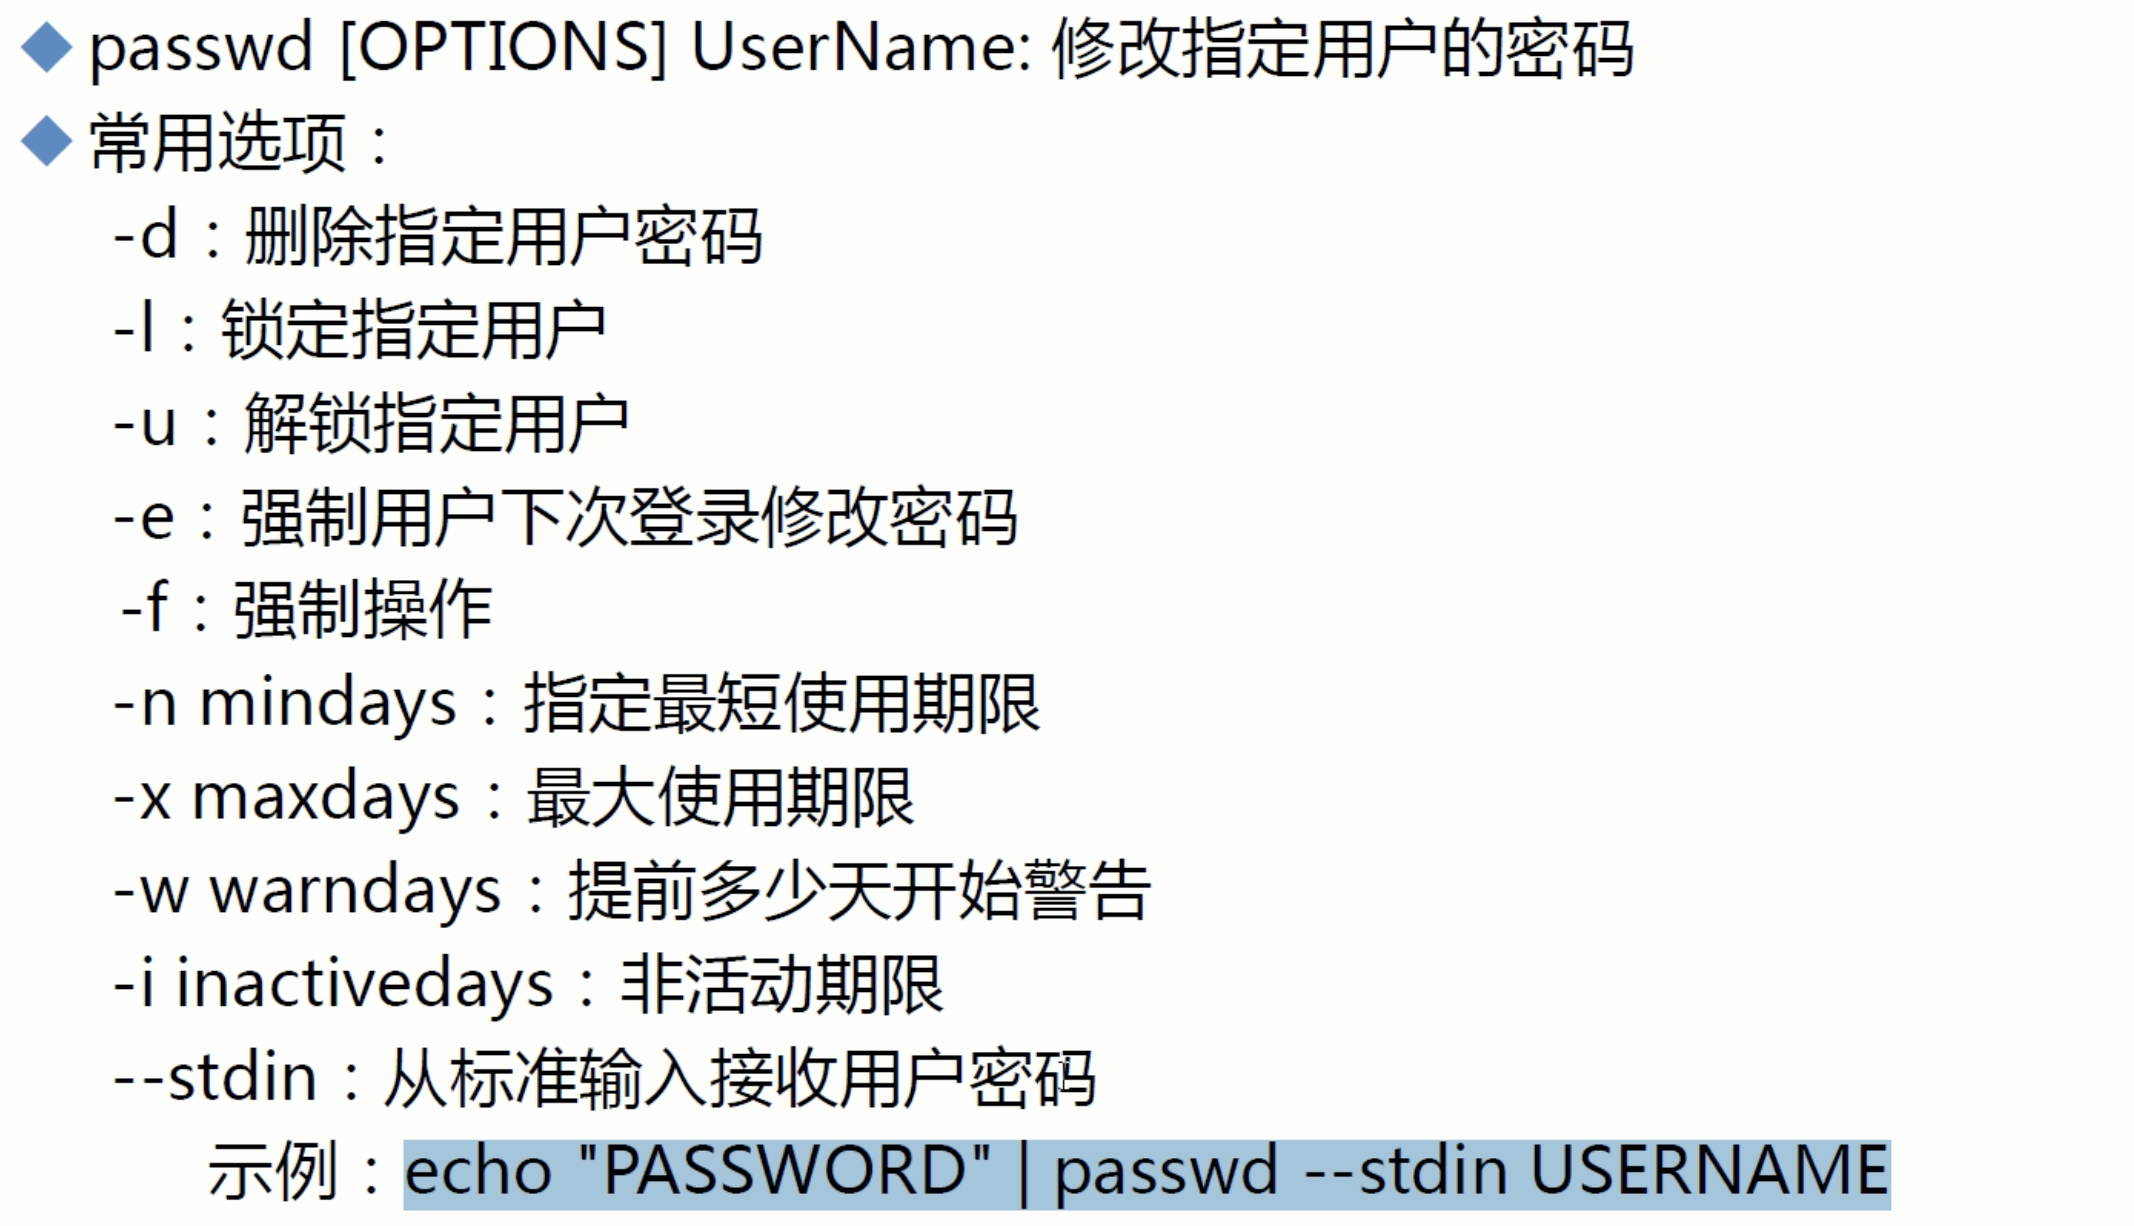 passwd [OPTIONS] UserName: 修改指定用户的密码
常用选项：
-d：删除指定用户密码
-l：锁定指定用户
-u：解锁指定用户
-e：强制用户下次登录修改密码
-f：强制操作
-n mindays：指定最短使用期限
-x maxdays：最大使用期限
-w warndays：提前多少天开始警告
-i inactivedays：非活动期限
--stdin：从标准输入接收用户密码
示例：echo "PASSWORD" | passwd --stdin USERNAME